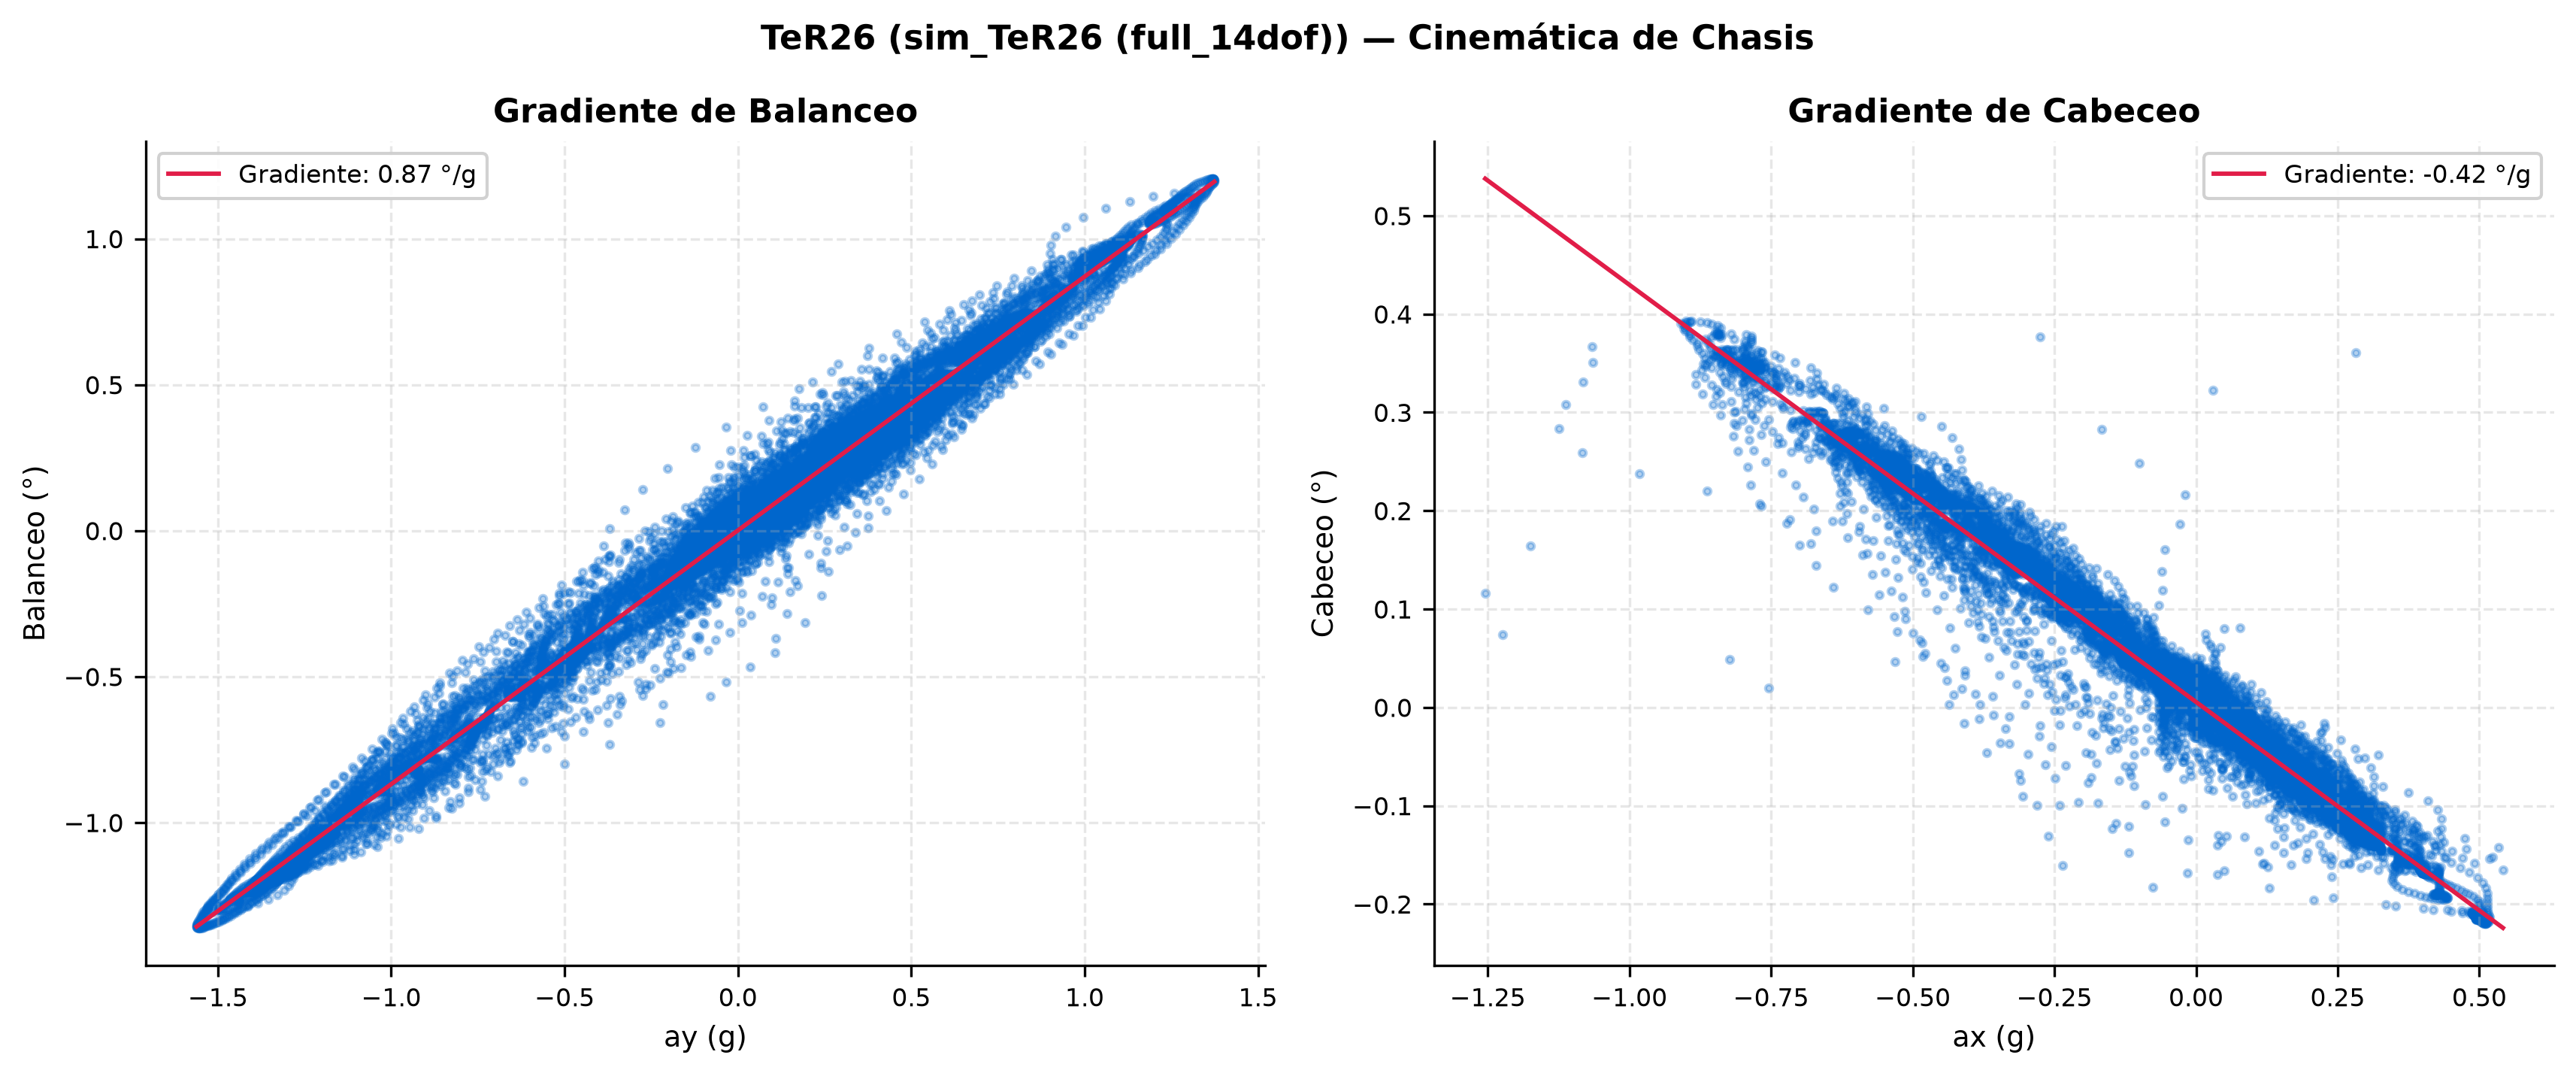 TeR26 (sim_TeR26 (full_14dof)) — Cinemática de Chasis
Gradiente de Balanceo
Gradiente: 0.87 °/g
Balanceo (°)
1.0
0.5
0.0
−0.5
−1.0
−1.5 −1.0 −0.5 0.0 0.5 1.0 1.5
ay (g)
Gradiente de Cabeceo
Gradiente: -0.42 °/g
Cabeceo (°)
0.5
0.4
0.3
0.2
0.1
0.0
−0.1
−0.2
−1.25 −1.00 −0.75 −0.50 −0.25 0.00 0.25 0.50
ax (g)